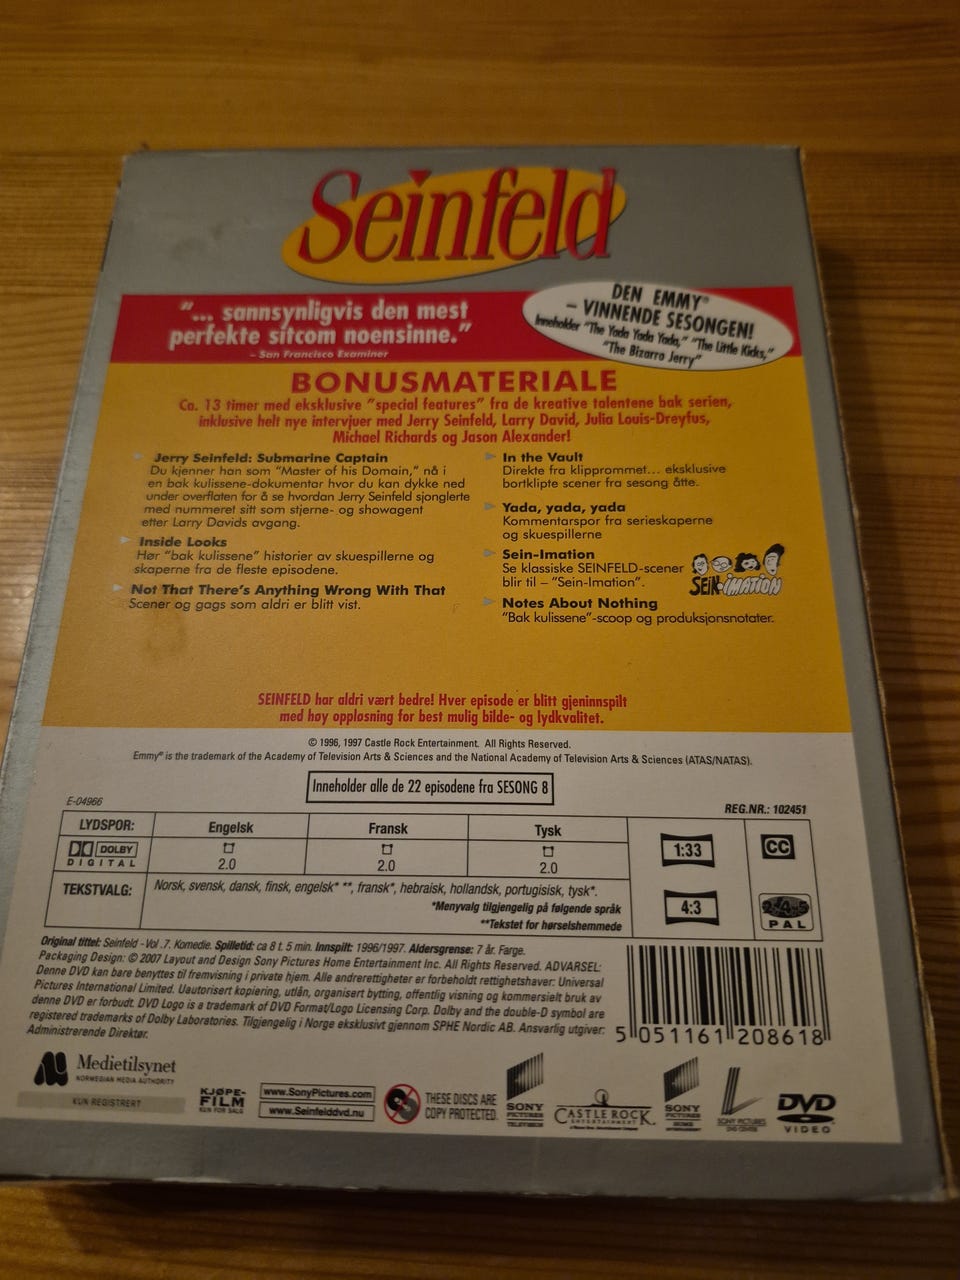 Seinfeld
"... sannsynligvis den mest
perfekte sitcom noensinne."
– San Francisco Examiner
DEN EMMY®
– VINNENDE SESONGEN!
Inneholder "The Yada Yada Yada," "The Little Kicks,"
"The Bizarro Jerry"
BONUSMATERIALE
Ca. 13 timer med eksklusive "special features" fra de kreative talentene bak serien,
inklusive helt nye intervjuer med Jerry Seinfeld, Larry David, Julia Louis-Dreyfus,
Michael Richards og Jason Alexander!
Jerry Seinfeld: Submarine Captain
Du kjenner han som "Master of his Domain," nå i
en bak kulissene-dokumentar hvor du kan dykke ned
under overflaten for å se hvordan Jerry Seinfeld sjonglerte
med nummeret sitt som stjerne- og showagent
etter Larry Davids avgang.
Inside Looks
Hør "bak kulissene" historier av skuespillerne og
skaperne fra de fleste episodene.
Not That There's Anything Wrong With That
Scener og gags som aldri er blitt vist.
In the Vault
Direkte fra klipprommet... eksklusive
bortklipte scener fra sesong åtte.
Yada, yada, yada
Kommentarspor fra serieskaperne
og skuespillerne
Sein-Imation
Se klassiske SEINFELD-scener
blir til – "Sein-Imation".
SEIN-IMATION
Notes About Nothing
"Bak kulissene"-scoop og produksjonsnotater.
SEINFELD har aldri vært bedre! Hver episode er blitt gjeninnspilt
med høy oppløsning for best mulig bilde- og lydkvalitet.
© 1996, 1997 Castle Rock Entertainment. All Rights Reserved.
Emmy® is the trademark of the Academy of Television Arts & Sciences and the National Academy of Television Arts & Sciences (ATAS/NATAS).
Inneholder alle de 22 episodene fra SESONG 8
E-04966
REG.NR.: 102451
LYDSPOR:
Engelsk
Fransk
Tysk
DOLBY
DIGITAL
2.0
2.0
2.0
1:33
CC
TEKSTVALG:
Norsk, svensk, dansk, finsk, engelsk* **, fransk*, hebraisk, hollandsk, portugisisk, tysk*.
*Menyvalg tilgjengelig på følgende språk
**Tekstet for hørselshemmede
4:3
2 4 5
PAL
Original tittel: Seinfeld - Vol .7. Komedie. Spilletid: ca 8 t. 5 min. Innspilt: 1996/1997. Aldersgrense: 7 år. Farge.
Packaging Design: © 2007 Layout and Design Sony Pictures Home Entertainment Inc. All Rights Reserved. ADVARSEL:
Denne DVD kan bare benyttes til fremvisning i private hjem. Alle andrerettigheter er forbeholdt rettighetshaver: Universal
Pictures International Limited. Uautorisert kopiering, utlån, organisert bytting, offentlig visning og kommersielt bruk av
denne DVD er forbudt. DVD Logo is a trademark of DVD Format/Logo Licensing Corp. Dolby and the double-D symbol are
registered trademarks of Dolby Laboratories. Tilgjengelig i Norge eksklusivt gjennom SPHE Nordic AB. Ansvarlig utgiver:
Administrerende Direktør.
5 051161 208618
Medietilsynet
NORWEGIAN MEDIA AUTHORITY
KUN REGISTRERT
KJØPE-
FILM
KUN FOR SALG
www.SonyPictures.com
www.Seinfelddvd.nu
THESE DISCS ARE
COPY PROTECTED.
SONY
PICTURES
TELEVISION
CASTLE ROCK
ENTERTAINMENT
SONY
PICTURES
HOME
ENTERTAINMENT
SONY PICTURES
DVD CENTER
DVD
VIDEO